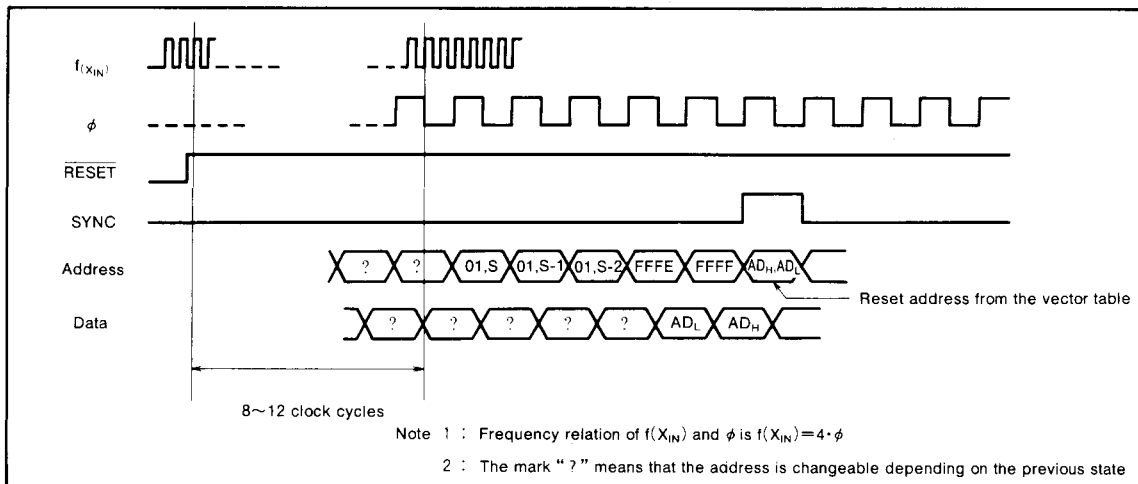 f(XIN)
φ
RESET
SYNC
Address
? ? 01,S 01,S-1 01,S-2 FFFE FFFF ADH,ADL
Reset address from the vector table
Data
? ? ? ? ? ADL ADH
8~12 clock cycles
Note 1 : Frequency relation of f(XIN) and φ is f(XIN)=4·φ
2 : The mark “?” means that the address is changeable depending on the previous state